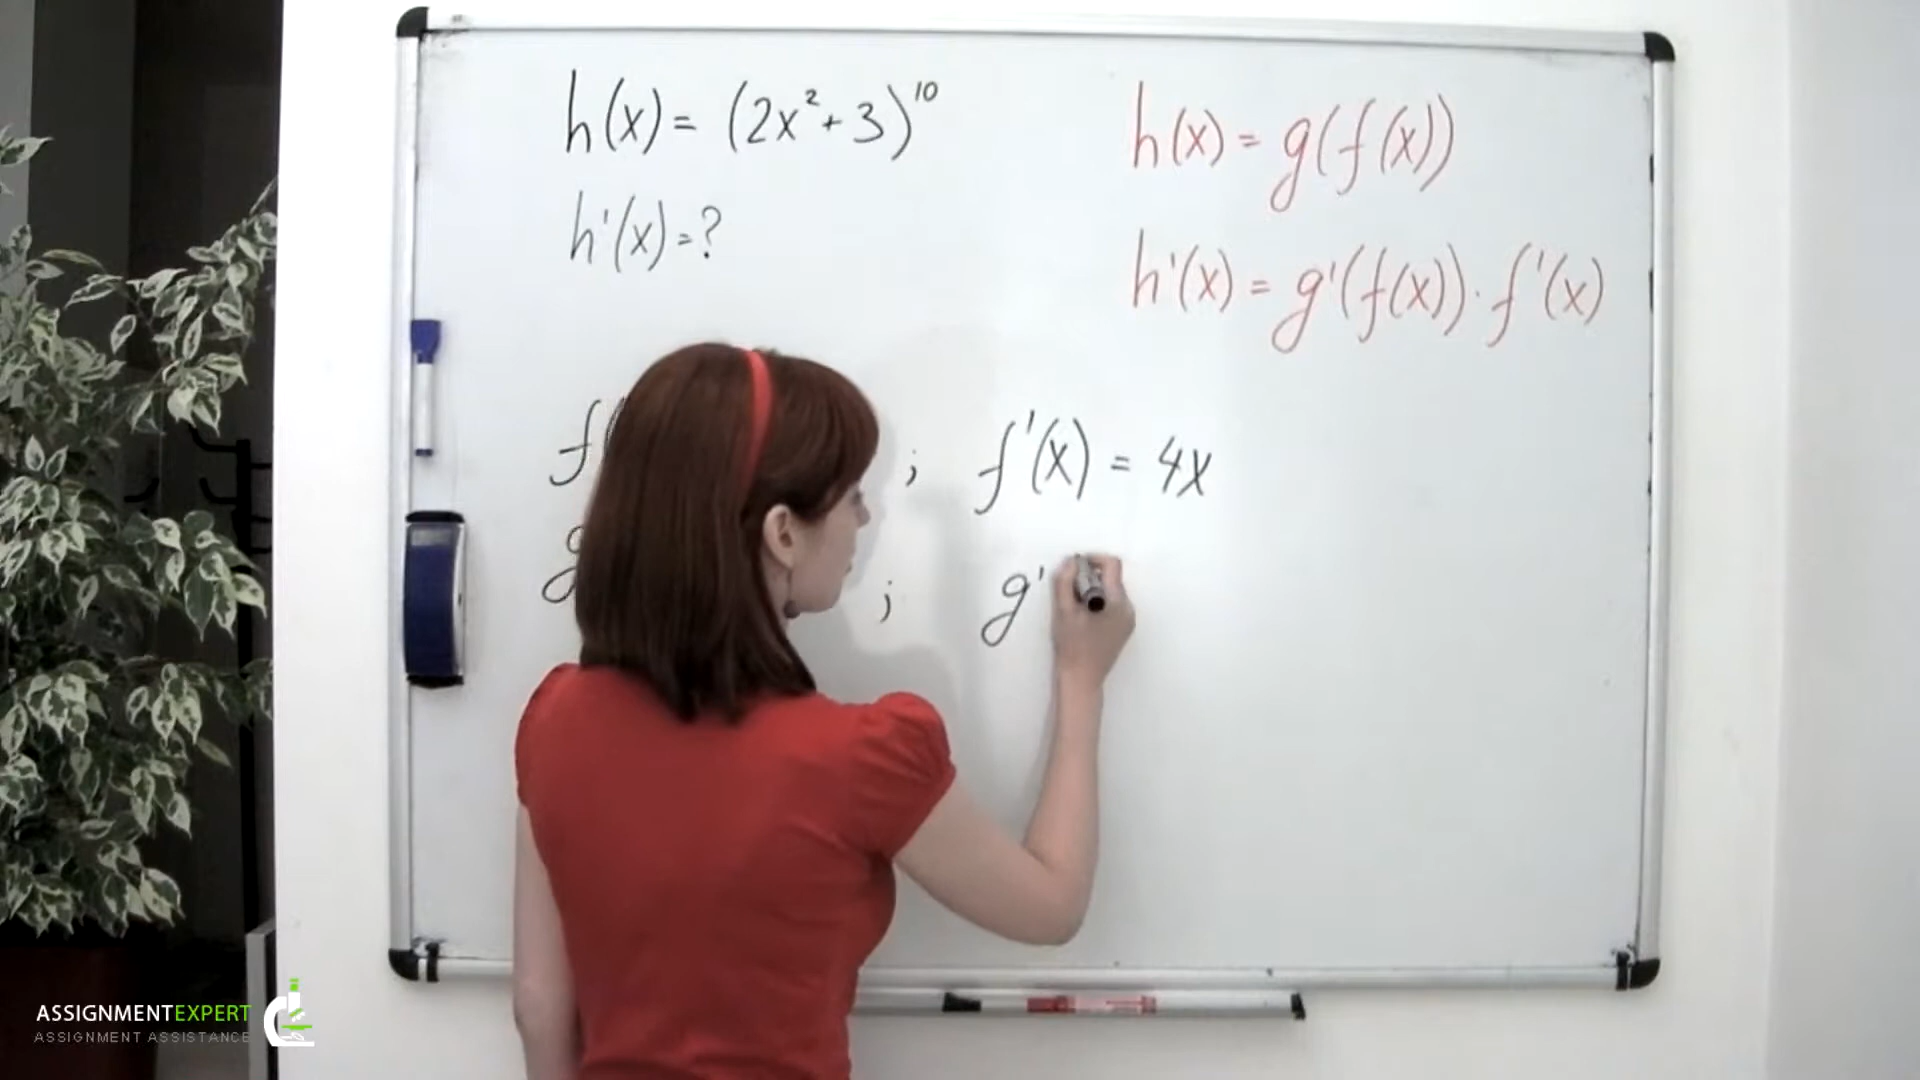 h(x) = (2x²+3)¹⁰
h'(x) = ?
h(x) = g(f(x))
h'(x) = g'(f(x)) · f'(x)
f( ; f'(x) = 4x
g ; g'
ASSIGNMENTEXPERT
ASSIGNMENT ASSISTANCE